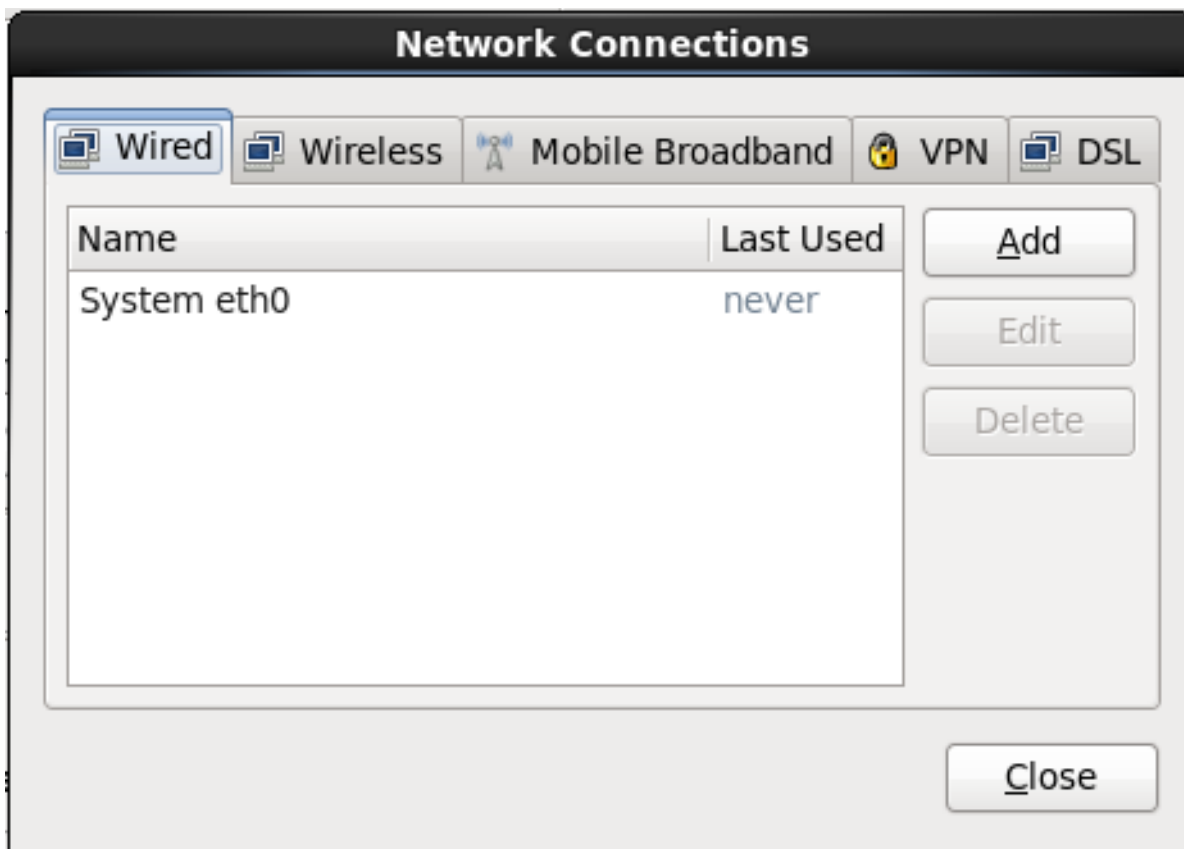 Network Connections
Wired Wireless Mobile Broadband VPN DSL
Name Last Used Add
System eth0 never
Edit
Delete
Close